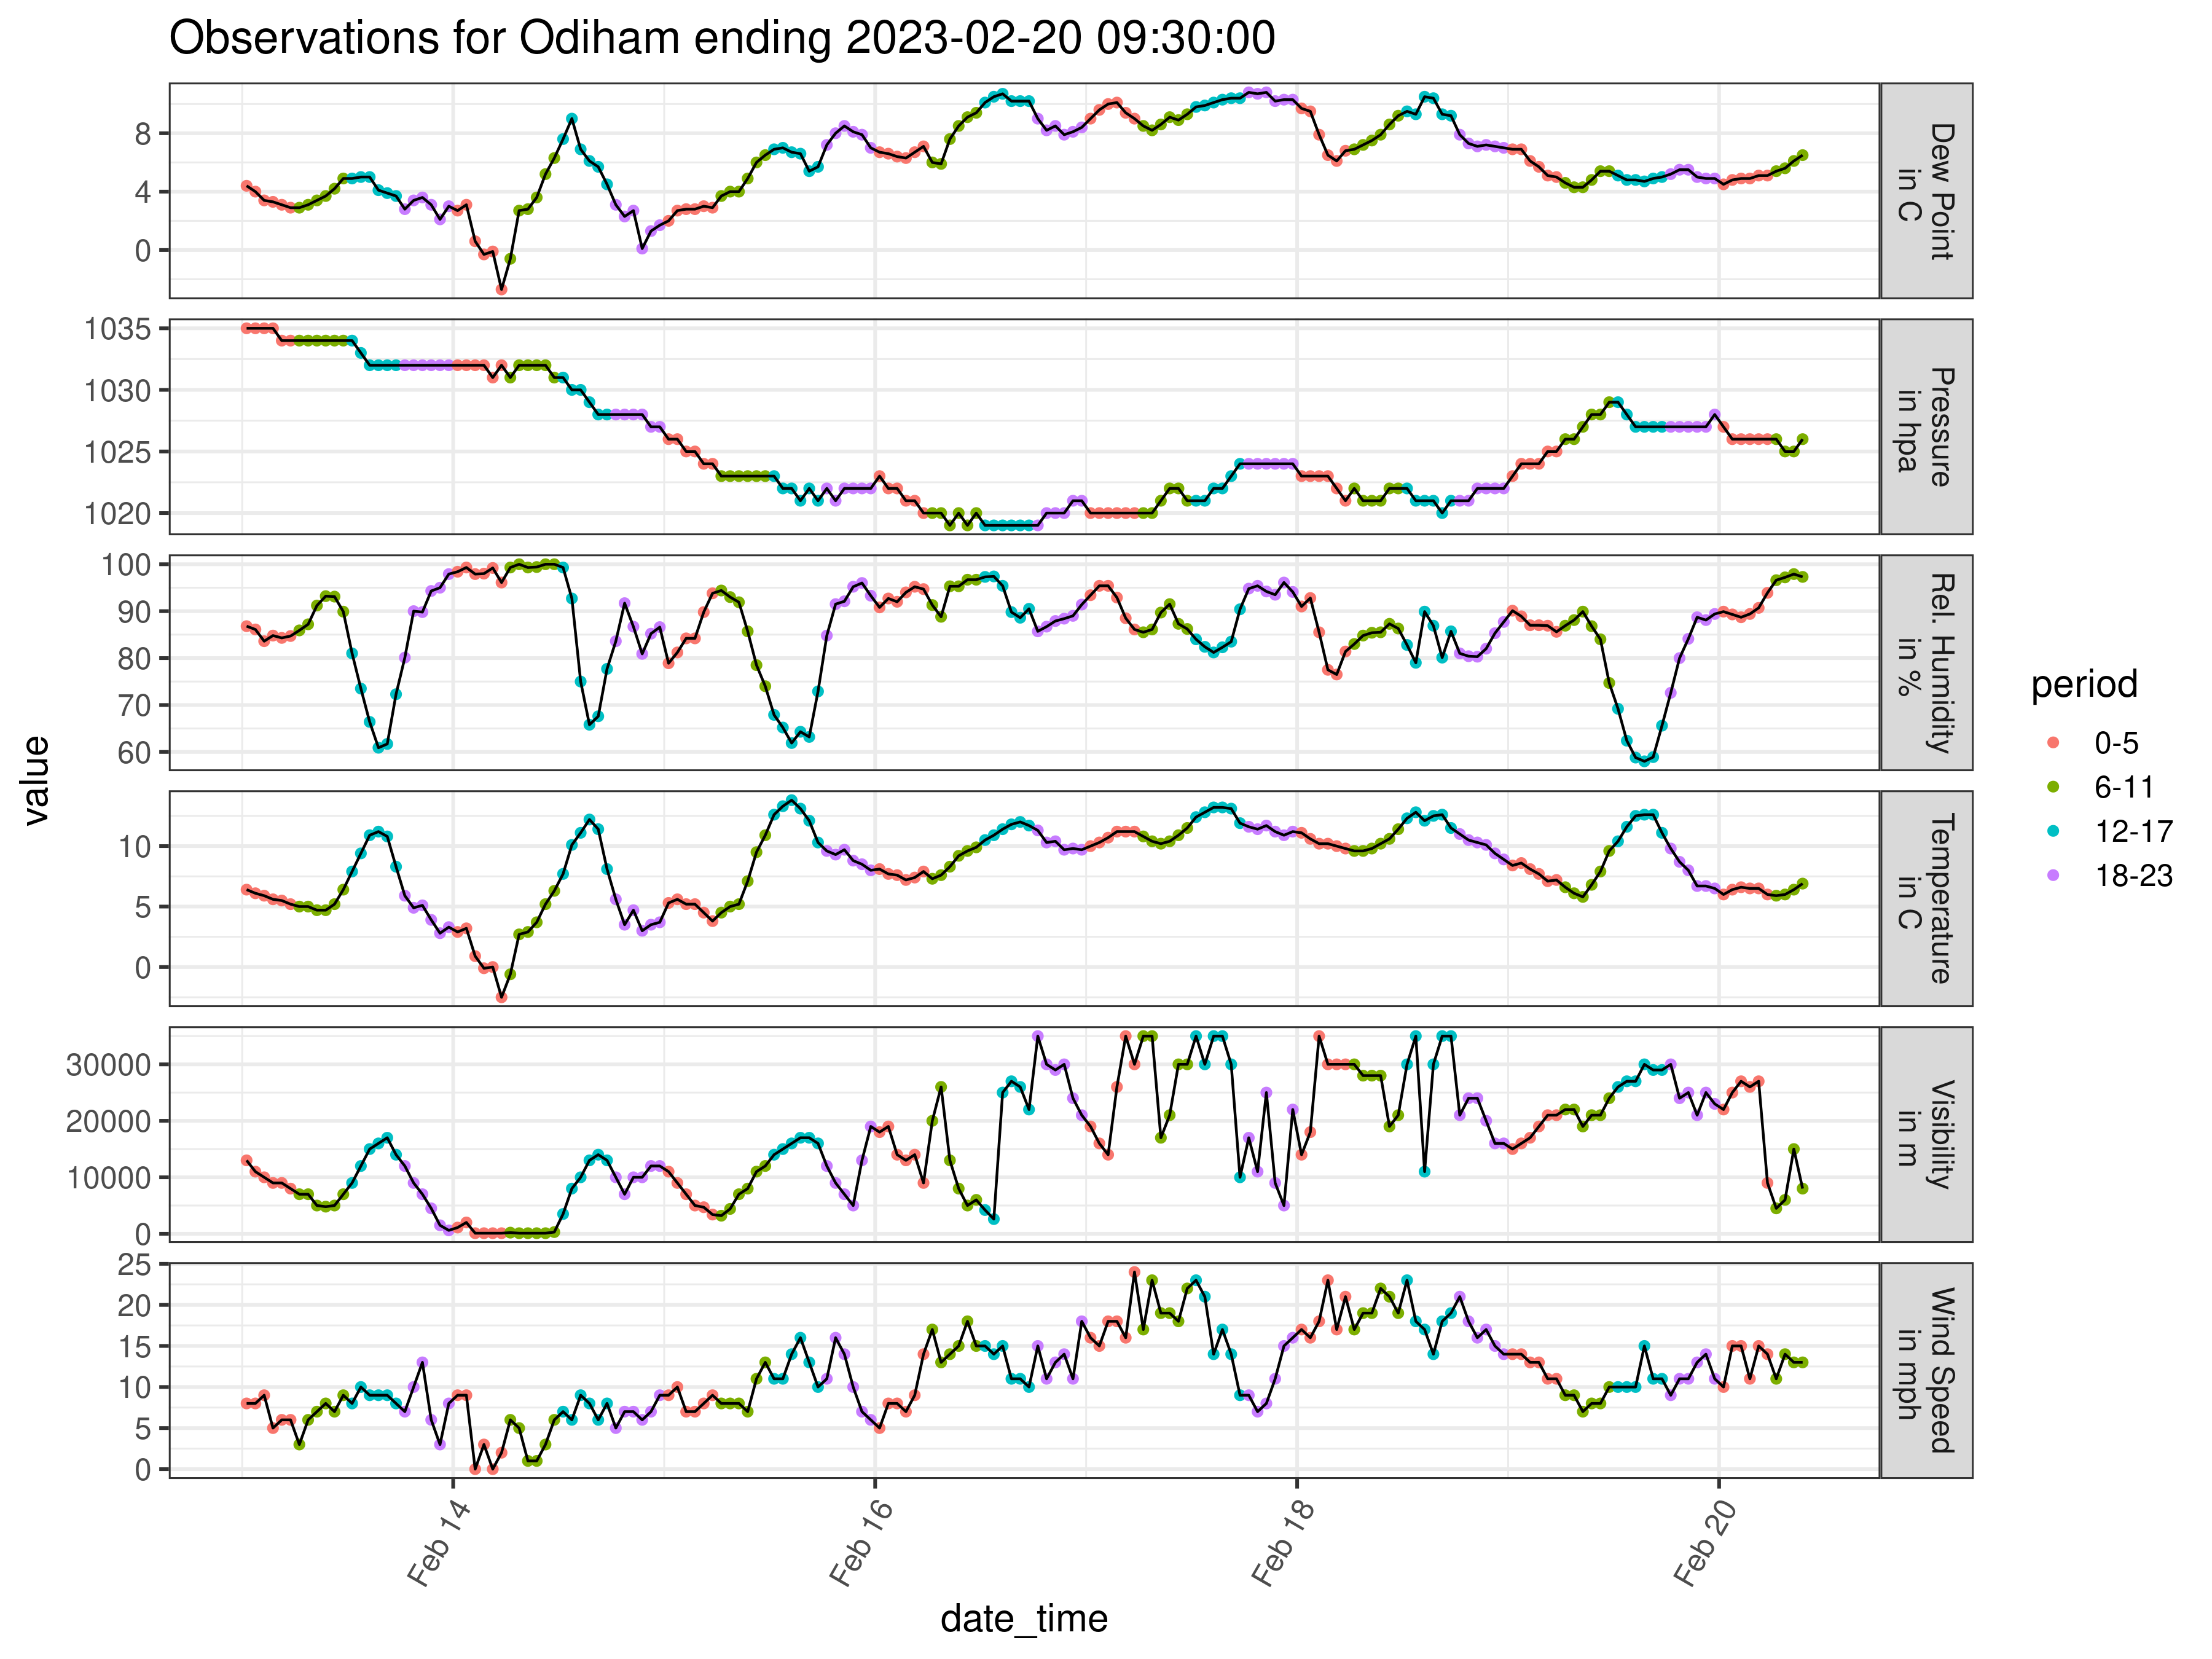 Observations for Odiham ending 2023-02-20 09:30:00
value
8
4
0
Dew Point
in C
1035
1030
1025
1020
Pressure
in hpa
100
90
80
70
60
Rel. Humidity
in %
10
5
0
Temperature
in C
30000
20000
10000
0
Visibility
in m
25
20
15
10
5
0
Wind Speed
in mph
Feb 14
Feb 16
Feb 18
Feb 20
date_time
period
0-5
6-11
12-17
18-23